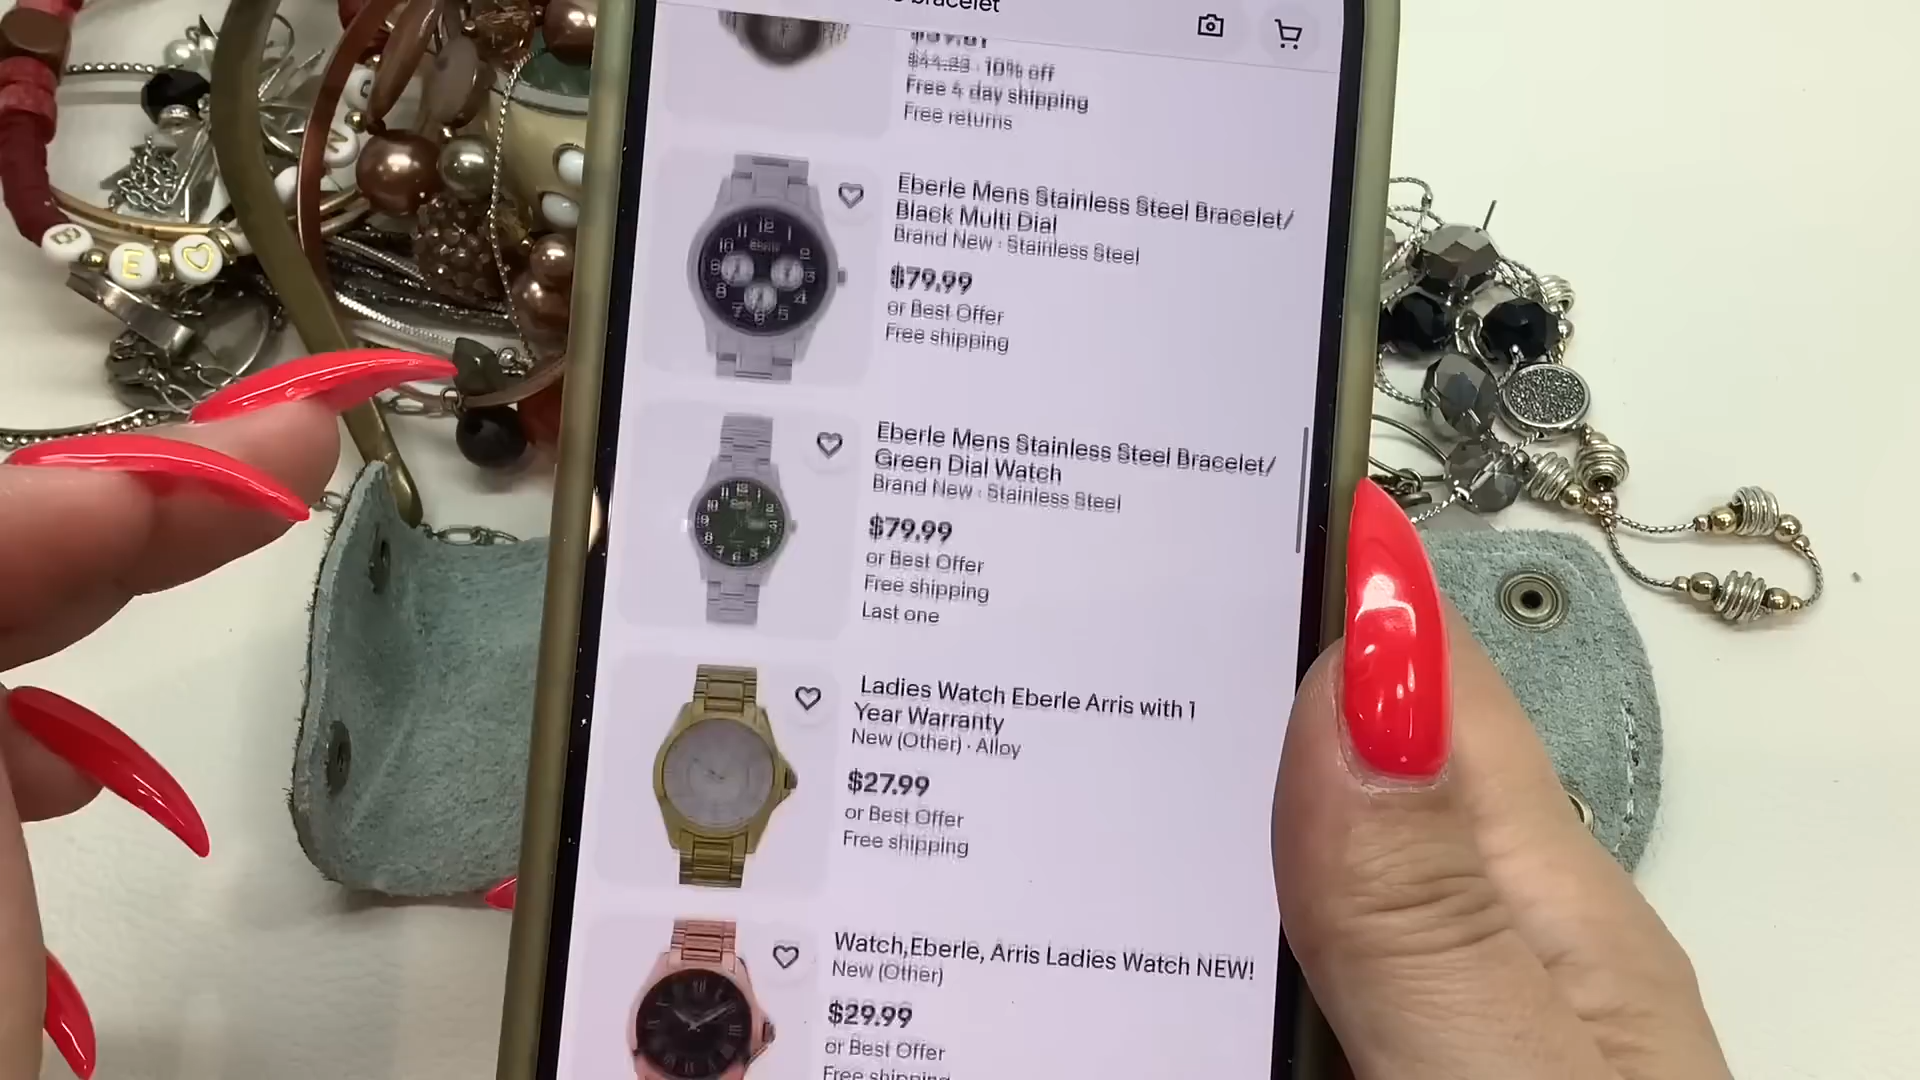 bracelet
$44.23 · 10% off
Free 4 day shipping
Free returns
Eberle Mens Stainless Steel Bracelet/
Black Multi Dial
Brand New · Stainless Steel
$79.99
or Best Offer
Free shipping
Eberle Mens Stainless Steel Bracelet/
Green Dial Watch
Brand New · Stainless Steel
$79.99
or Best Offer
Free shipping
Last one
Ladies Watch Eberle Arris with 1
Year Warranty
New (Other) · Alloy
$27.99
or Best Offer
Free shipping
Watch,Eberle, Arris Ladies Watch NEW!
New (Other)
$29.99
or Best Offer
Free shipping
B E